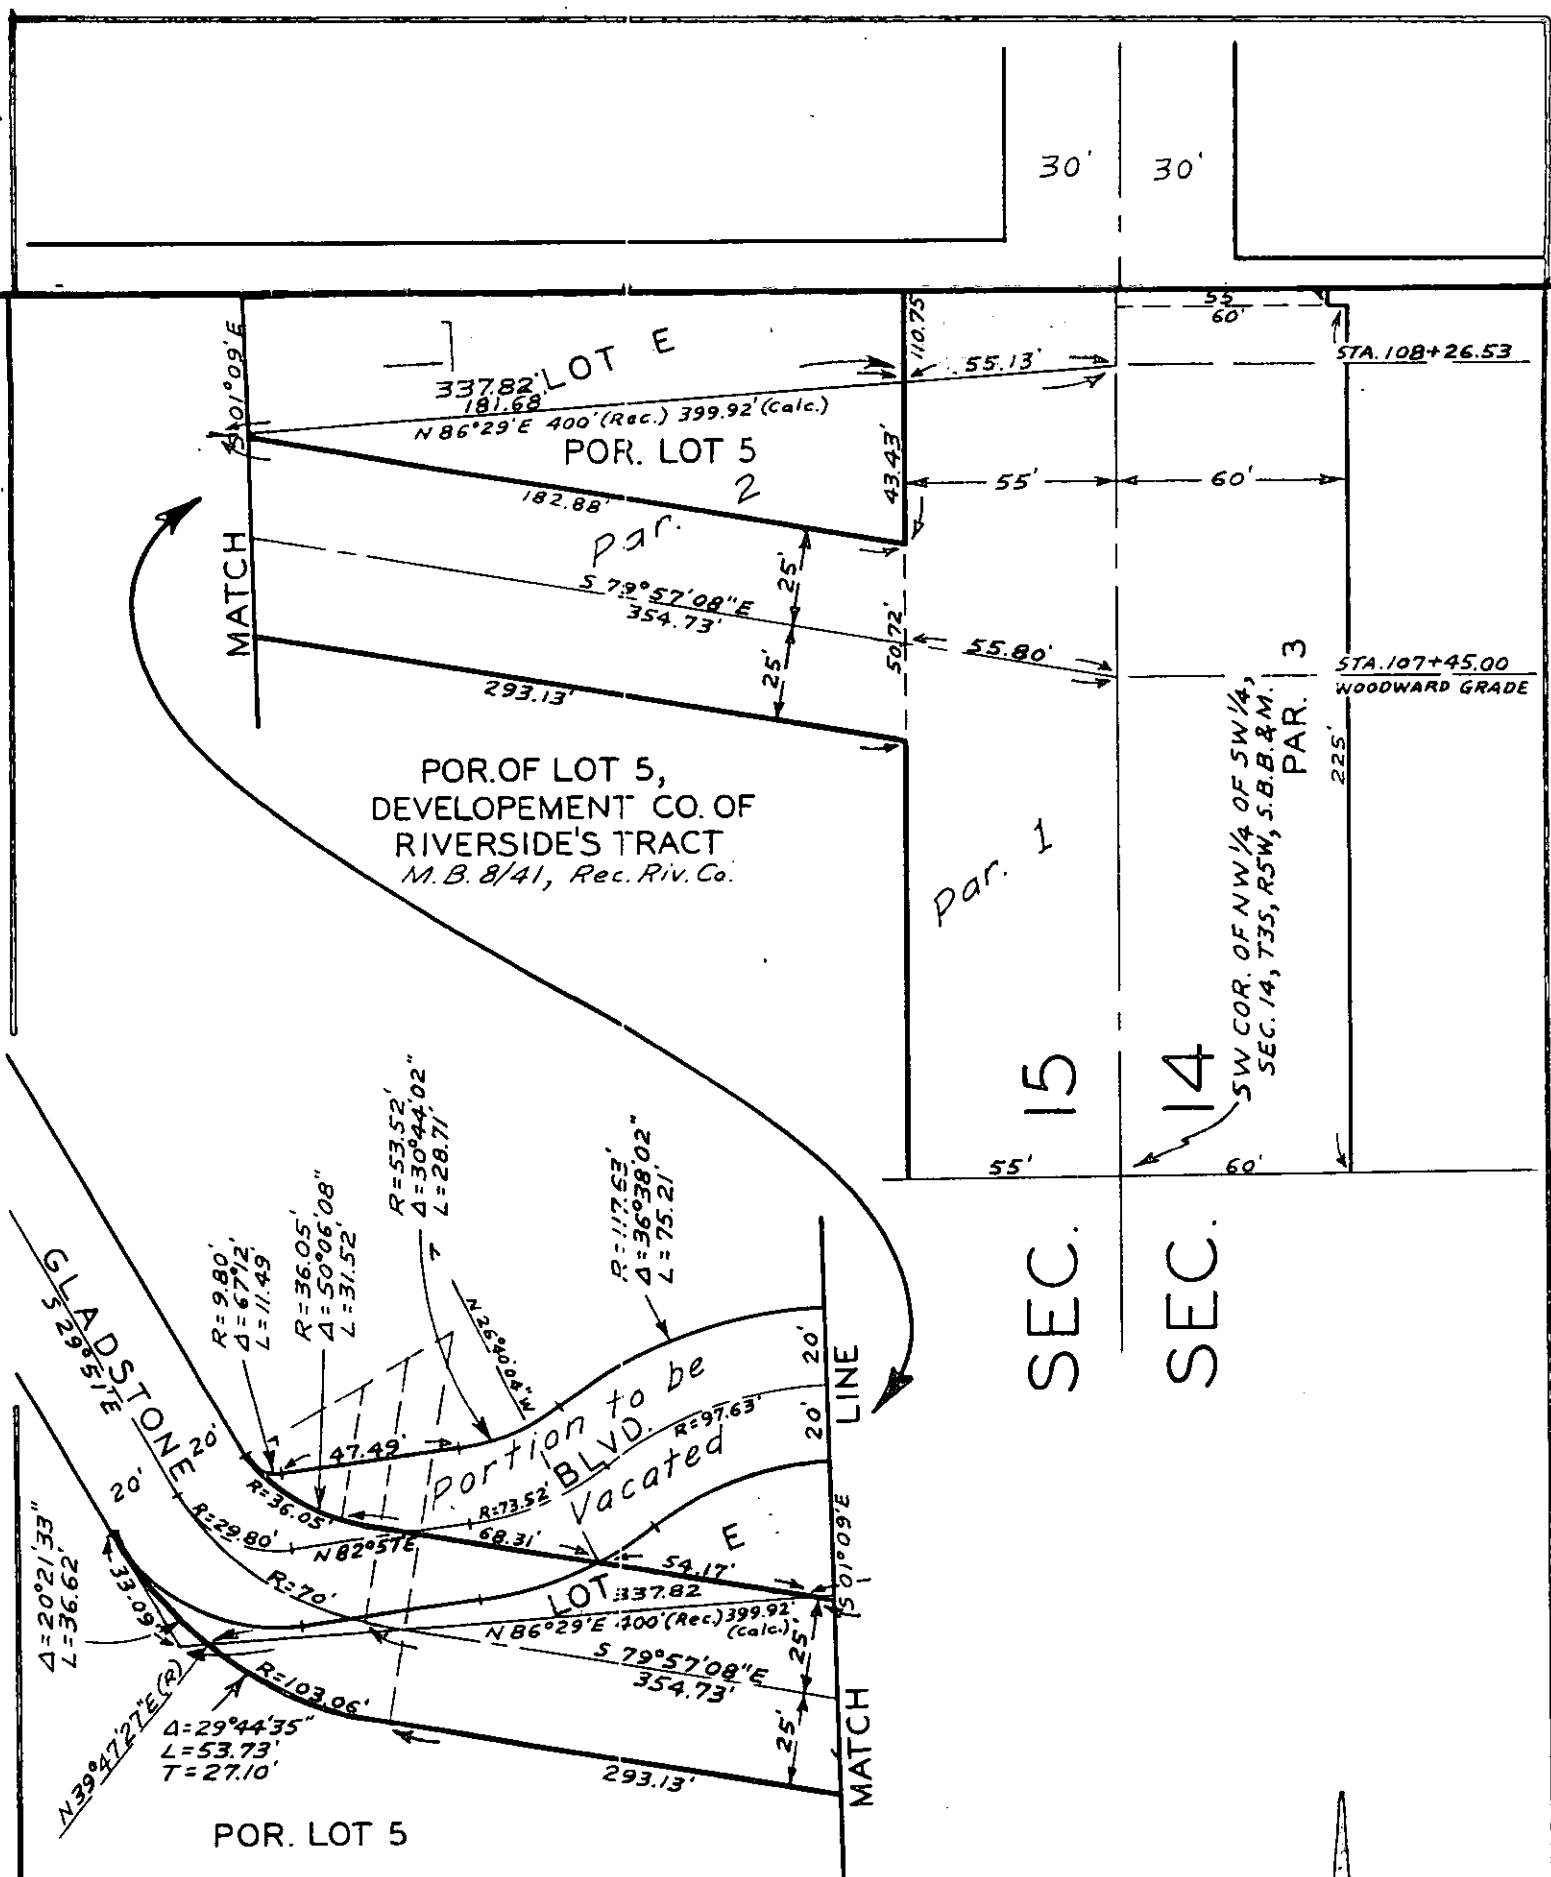 30'
30'
55
60'
S 01°09'E
LOT E
110.75
55.13'
STA. 108+26.53
337.82'
181.68'
N 86°29'E 400'(Rec.) 399.92'(Calc.)
POR. LOT 5
43.43'
55'
60'
182.88'
Par. 2
MATCH
25'
S 79°57'08"E
354.73'
50.72'
55.80'
25'
293.13'
STA. 107+45.00
WOODWARD GRADE
PAR. 3
225'
POR. OF LOT 5,
DEVELOPEMENT CO. OF
RIVERSIDE'S TRACT
M.B. 8/41, Rec. Riv. Co.
Par. 1
SW COR. OF NW 1/4 OF SW 1/4,
SEC. 14, T3S, R5W, S.B.B.&M.
55'
60'
SEC. 15
SEC. 14
R=53.52'
Δ=30°44'02"
L=28.71'
R=117.63'
Δ=36°38'02"
L=75.21'
R=36.05'
Δ=50°06'08"
L=31.52'
R=9.80'
Δ=67°12'
L=11.49'
GLADSTONE
S 29°51'E
N 26°40'04"W
20'
20'
LINE
20'
20'
47.49'
Portion to be
BLVD.
Vacated
R=97.63'
R=36.05'
R=73.52'
R=29.80'
N 82°57'E
68.31'
54.17'
S 01°09'E
LOT E
337.82
R=70'
N 86°29'E 400'(Rec.) 399.92'
(Calc.)
Δ=20°21'33"
L=36.62'
33.09'
S 79°57'08"E
354.73'
25'
25'
R=103.06'
N 39°47'27"E (R)
Δ=29°44'35"
L=53.73'
T=27.10'
293.13'
MATCH
POR. LOT 5